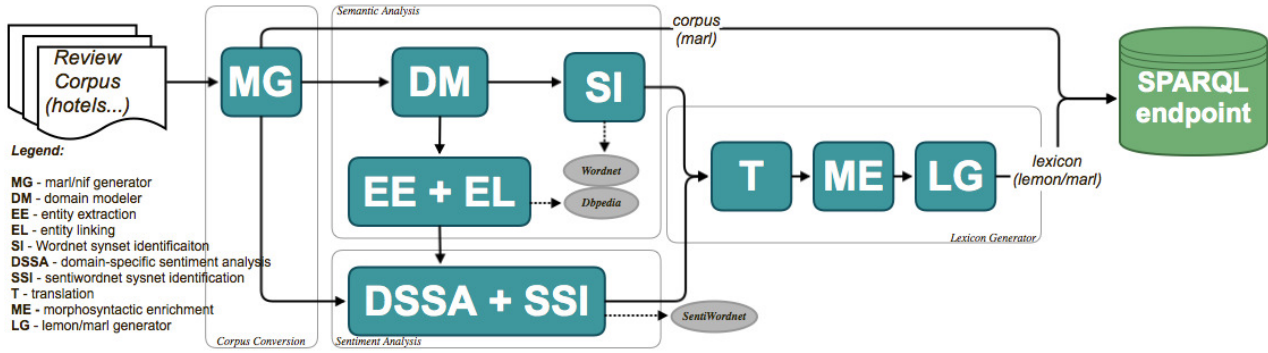 Review
Corpus
(hotels...)
Legend:
MG - marl/nif generator
DM - domain modeler
EE - entity extraction
EL - entity linking
SI - Wordnet synset identificaiton
DSSA - domain-specific sentiment analysis
SSI - sentiwordnet sysnet identification
T - translation
ME - morphosyntactic enrichment
LG - lemon/marl generator
MG
Corpus Conversion
Semantic Analysis
DM
SI
EE + EL
Wordnet
Dbpedia
DSSA + SSI
SentiWordnet
Sentiment Analysis
corpus
(marl)
T
ME
LG
Lexicon Generator
lexicon
(lemon/marl)
SPARQL
endpoint